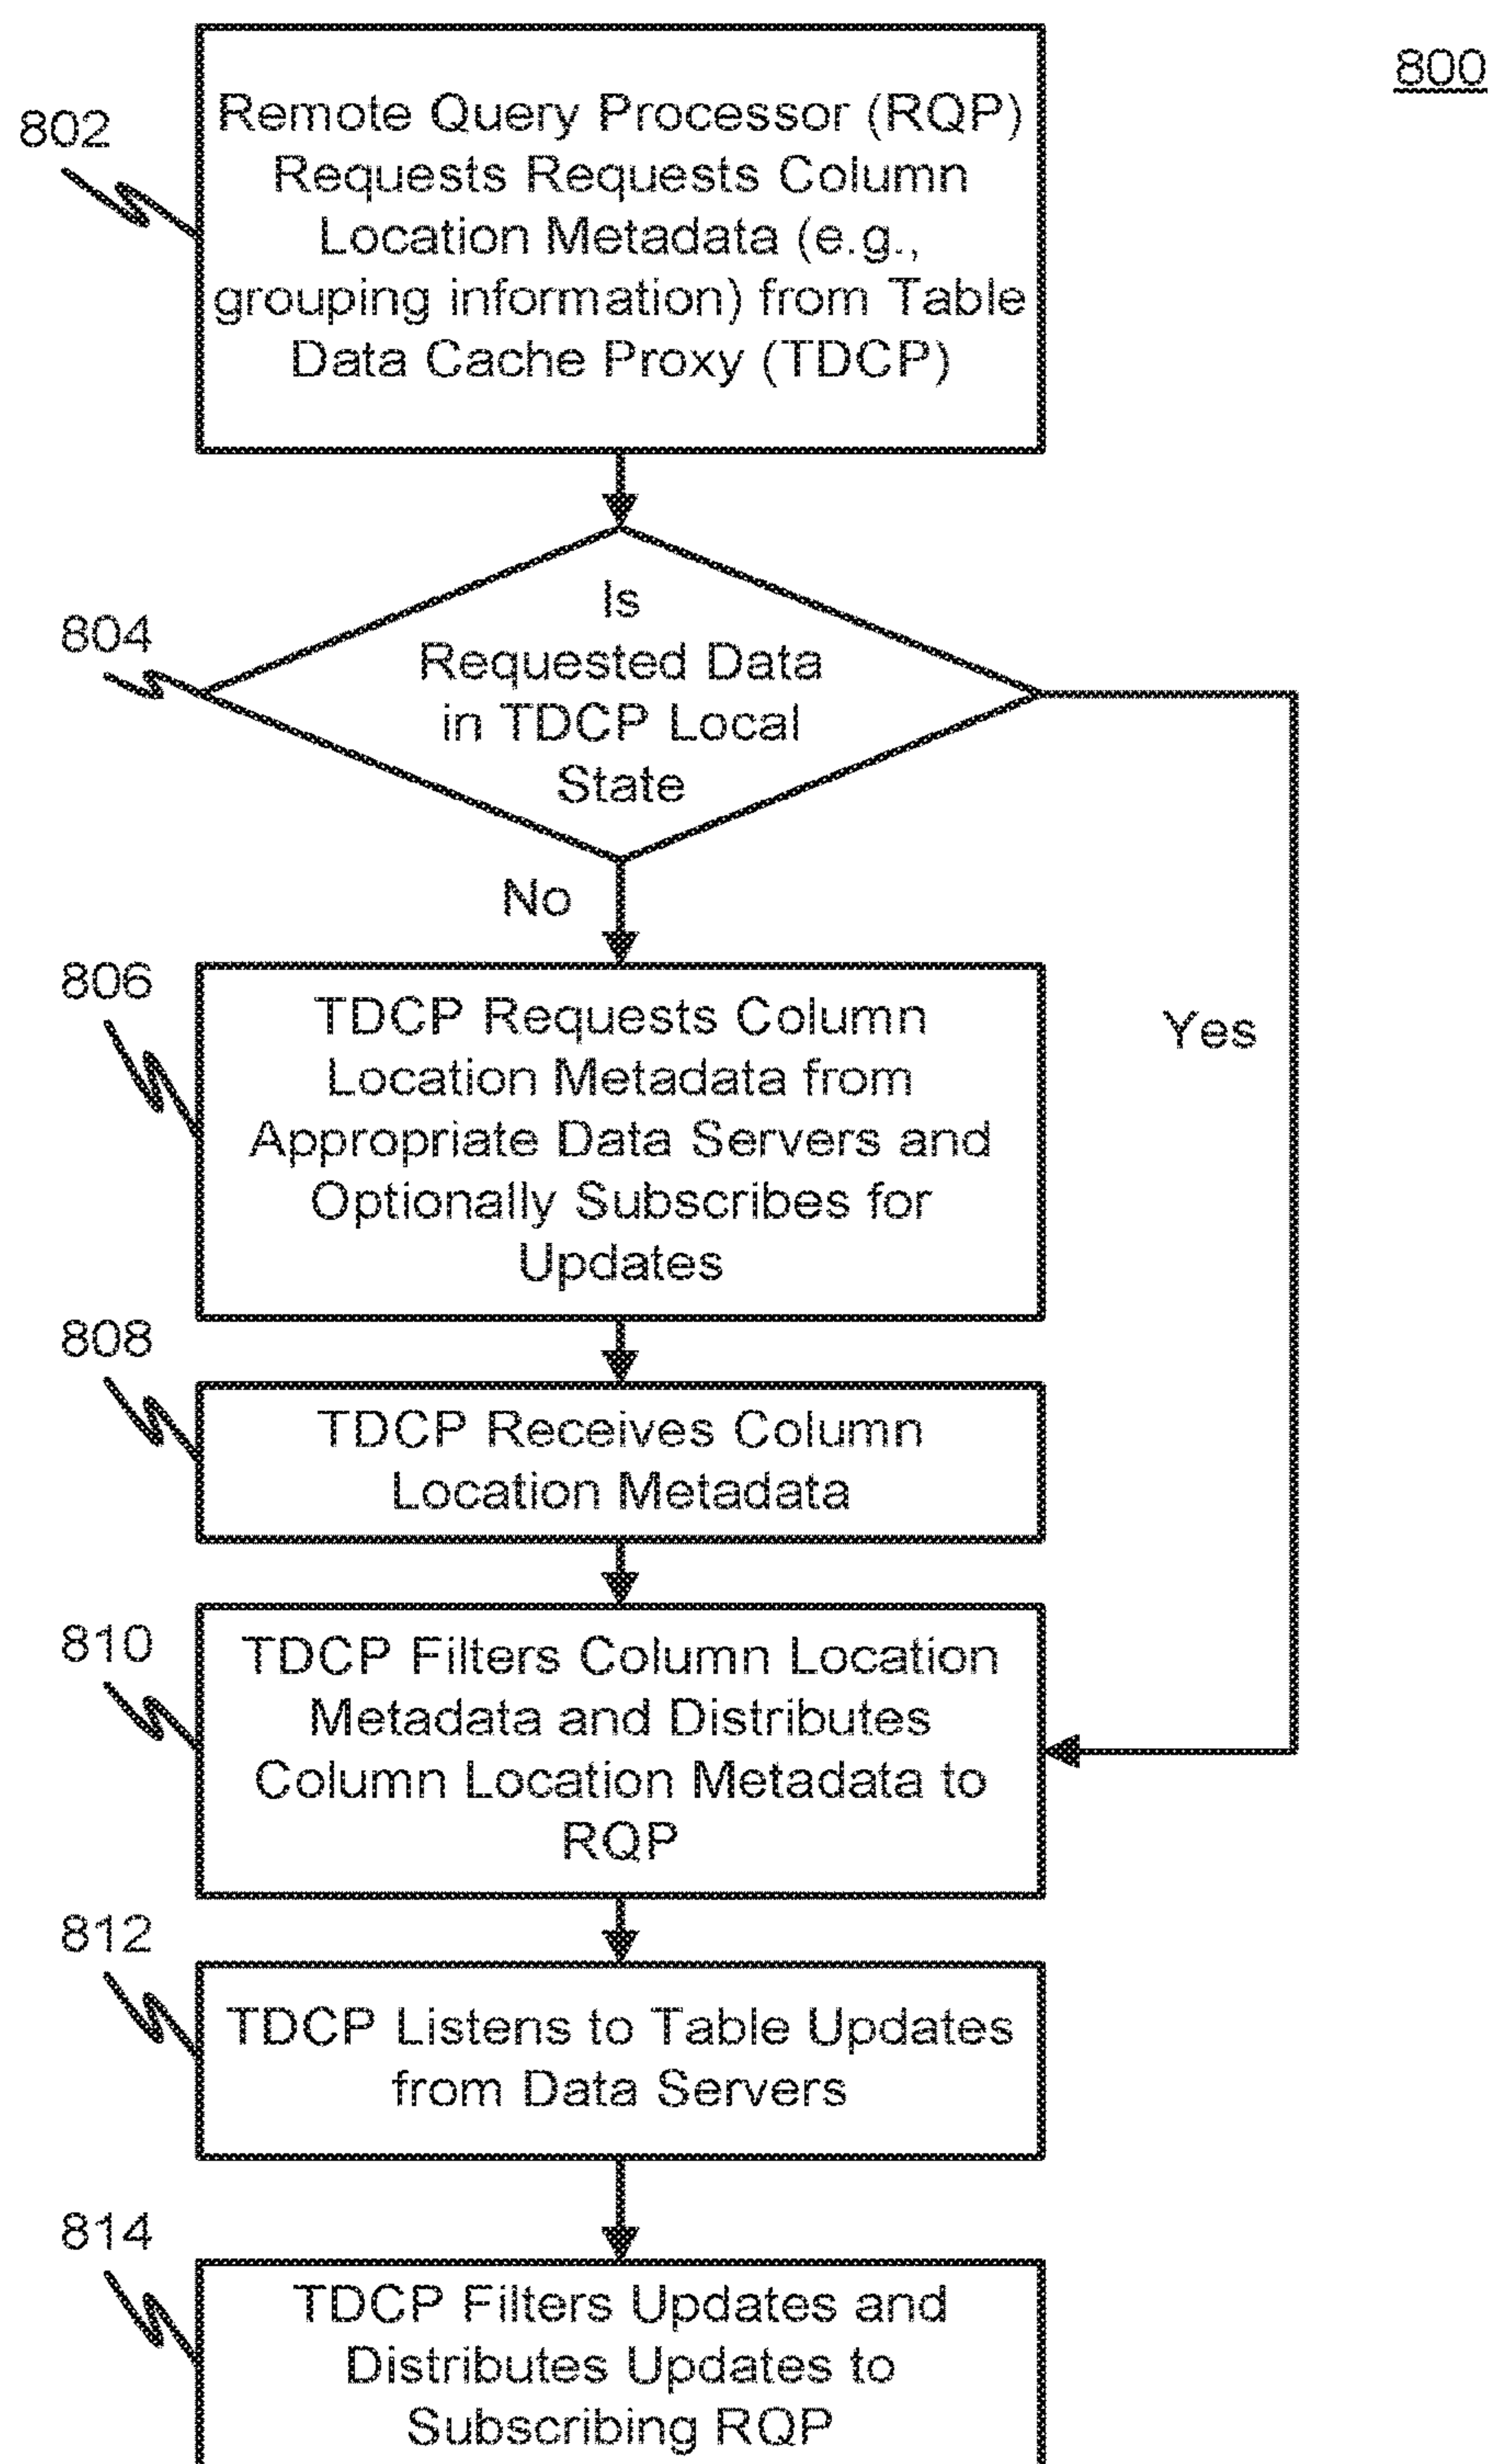 800
802
Remote Query Processor (RQP)
Requests Requests Column
Location Metadata (e.g.,
grouping information) from Table
Data Cache Proxy (TDCP)
804
Is
Requested Data
in TDCP Local
State
No
Yes
806
TDCP Requests Column
Location Metadata from
Appropriate Data Servers and
Optionally Subscribes for
Updates
808
TDCP Receives Column
Location Metadata
810
TDCP Filters Column Location
Metadata and Distributes
Column Location Metadata to
RQP
812
TDCP Listens to Table Updates
from Data Servers
814
TDCP Filters Updates and
Distributes Updates to
Subscribing RQP